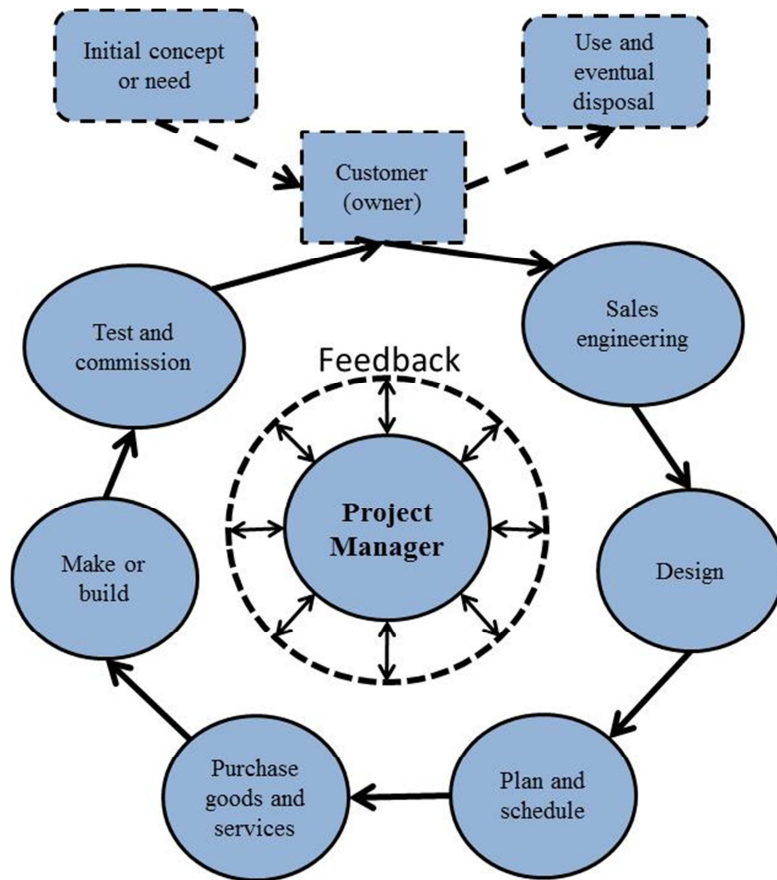 Initial concept
or need
Use and
eventual
disposal
Customer
(owner)
Sales
engineering
Test and
commission
Feedback
Project
Manager
Design
Make or
build
Plan and
schedule
Purchase
goods and
services